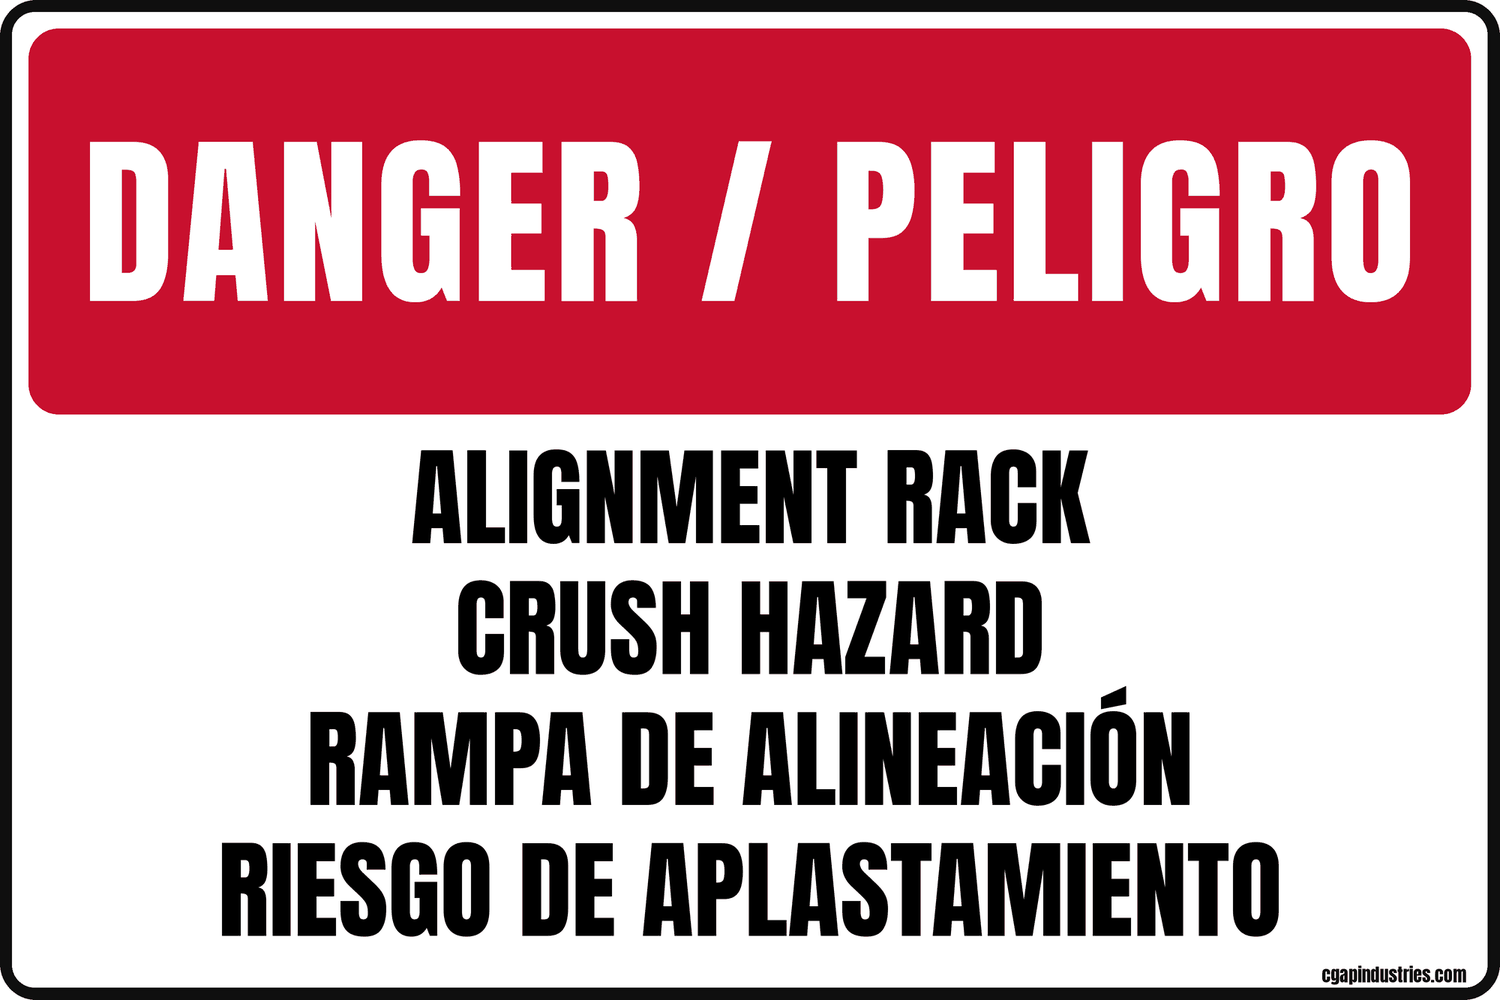 DANGER / PELIGRO
ALIGNMENT RACK
CRUSH HAZARD
RAMPA DE ALINEACIÓN
RIESGO DE APLASTAMIENTO
cgapindustries.com